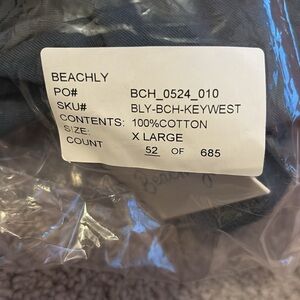 BEACHLY
PO# BCH_0524_010
SKU# BLY-BCH-KEYWEST
CONTENTS: 100%COTTON
SIZE: X LARGE
COUNT 52 OF 685